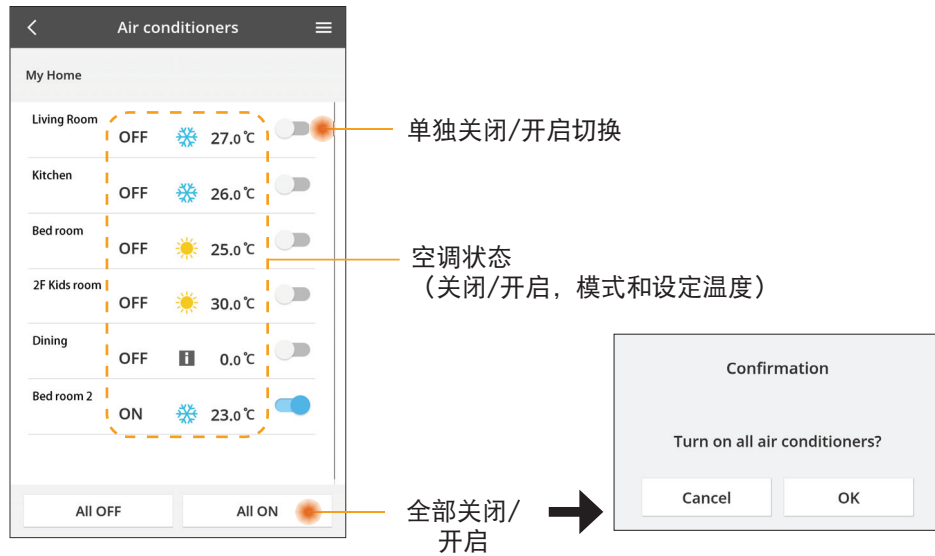 Air conditioners
My Home
Living Room
OFF 27.0℃
单独关闭/开启切换
Kitchen
OFF 26.0℃
Bed room
OFF 25.0℃
空调状态
（关闭/开启，模式和设定温度）
2F Kids room
OFF 30.0℃
Dining
OFF i 0.0℃
Bed room 2
ON 23.0℃
All OFF
All ON
全部关闭/
开启
Confirmation
Turn on all air conditioners?
Cancel
OK